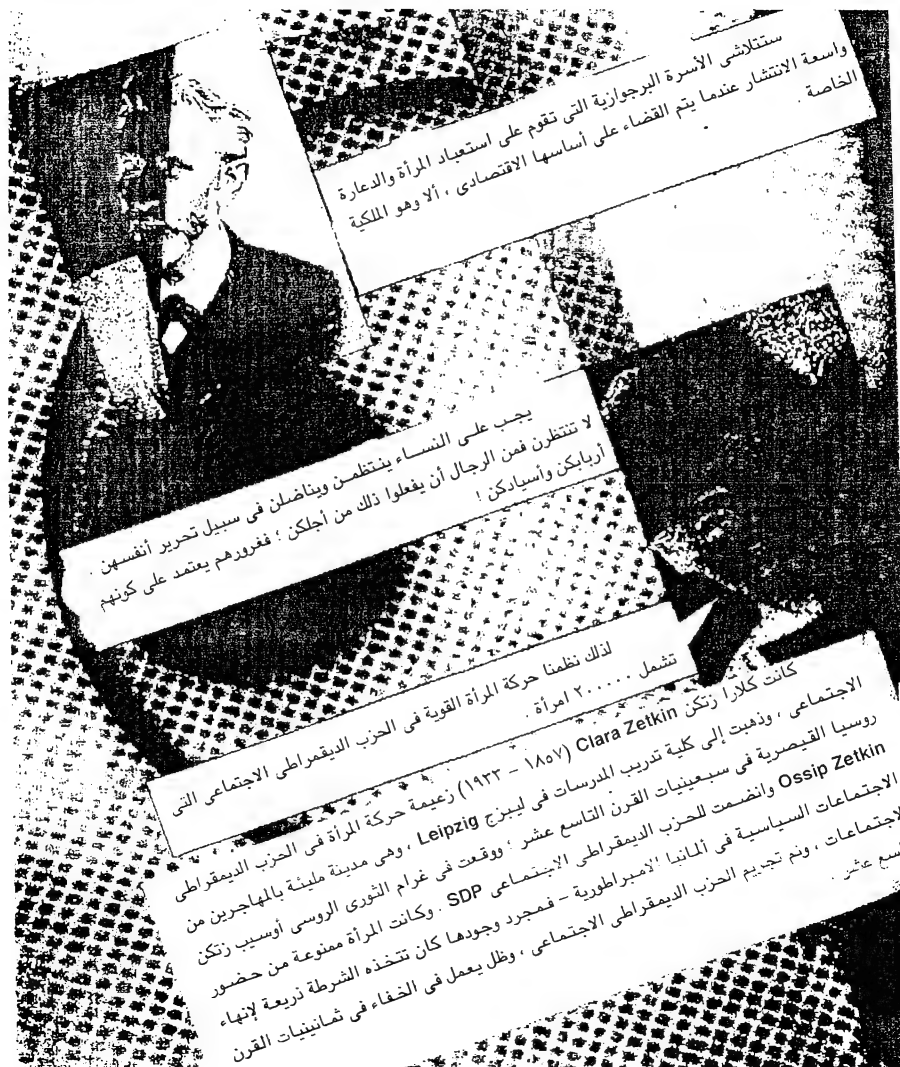 ستتلاشى الأسرة البرجوازية التى تقوم على استعباد المرأة والدعارة
واسعة الانتشار عندما يتم القضاء على أساسها الاقتصادى ، ألا وهو الملكية
الخاصة .
يجب على النساء ينتظمن ويناضلن فى سبيل تحرير أنفسهن .
لا تنتظرن فمن الرجال أن يفعلوا ذلك من أجلكن ؛ فغرورهم يعتمد على كونهم
أربابكن وأسيادكن !
لذلك نظمنا حركة المرأة القوية فى الحزب الديمقراطى الاجتماعى التى
تشمل ٢٠٠٠٠٠ امرأة .
كانت كلارا زتكن Clara Zetkin (١٨٥٧ – ١٩٣٣) زعيمة حركة المرأة فى الحزب الديمقراطى
الاجتماعى ، وذهبت إلى كلية تدريب المدرسات فى ليبزج Leipzig ، وهى مدينة مليئة بالمهاجرين من
روسيا القيصرية فى سبعينيات القرن التاسع عشر ؛ ووقعت فى غرام الثورى الروسى أوسيب زتكن
Ossip Zetkin وانضمت للحزب الديمقراطى الاجتماعى SDP . وكانت المرأة ممنوعة من حضور
الاجتماعات السياسية فى ألمانيا الامبراطورية – فمجرد وجودها كان تتخذه الشرطة ذريعة لإنهاء
الاجتماعات ، وتم تجريم الحزب الديمقراطى الاجتماعى ، وظل يعمل فى الخفاء فى ثمانينيات القرن
التاسع عشر .